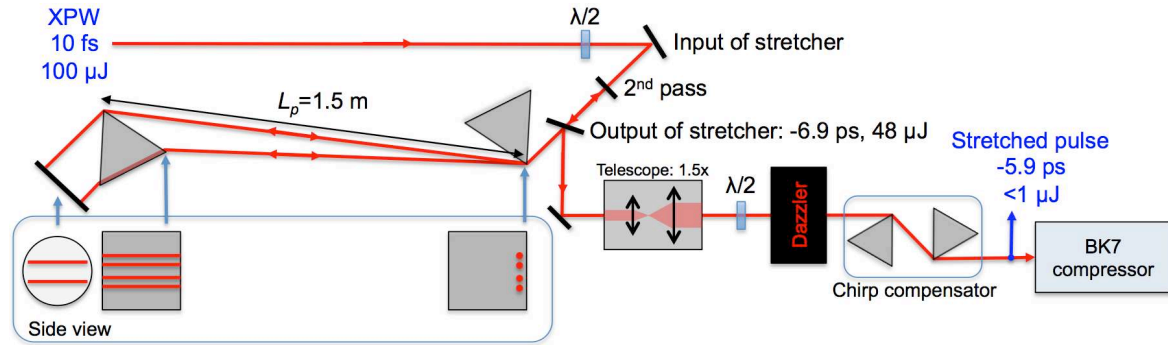 XPW
10 fs
100 µJ
λ/2
Input of stretcher
2nd pass
Lp=1.5 m
Output of stretcher: -6.9 ps, 48 µJ
Stretched pulse
-5.9 ps
<1 µJ
Telescope: 1.5x
λ/2
Dazzler
BK7
compressor
Chirp compensator
Side view